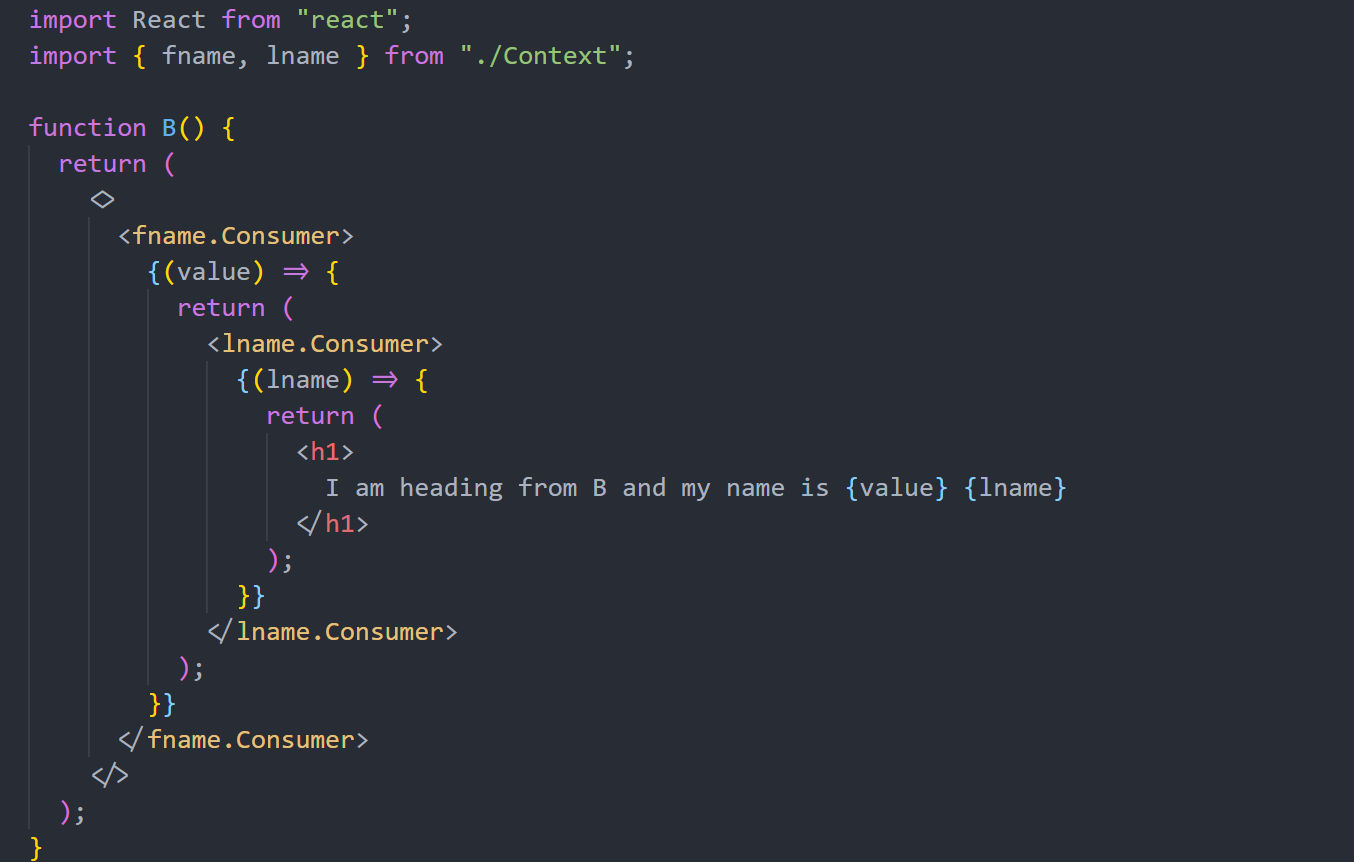 import React from "react";
import { fname, lname } from "./Context";

function B() {
  return (
    <>
      <fname.Consumer>
        {(value) => {
          return (
            <lname.Consumer>
              {(lname) => {
                return (
                  <h1>
                    I am heading from B and my name is {value} {lname}
                  </h1>
                );
              }}
            </lname.Consumer>
          );
        }}
      </fname.Consumer>
    </>
  );
}